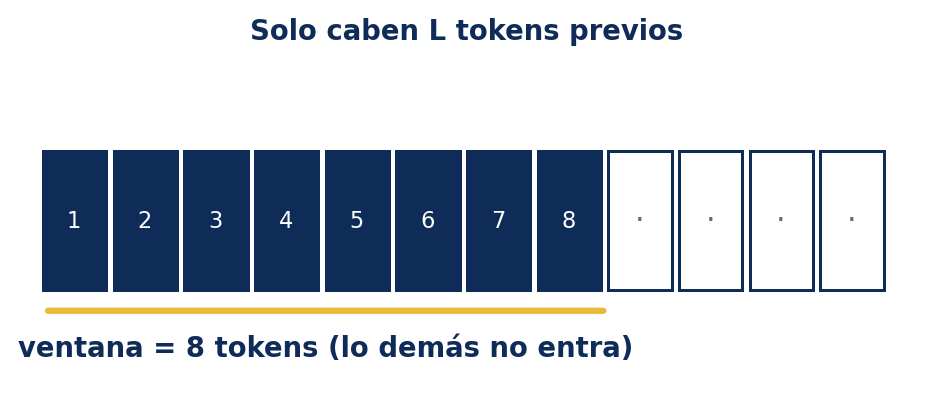 Solo caben L tokens previos
1 2 3 4 5 6 7 8 · · · ·
ventana = 8 tokens (lo demás no entra)